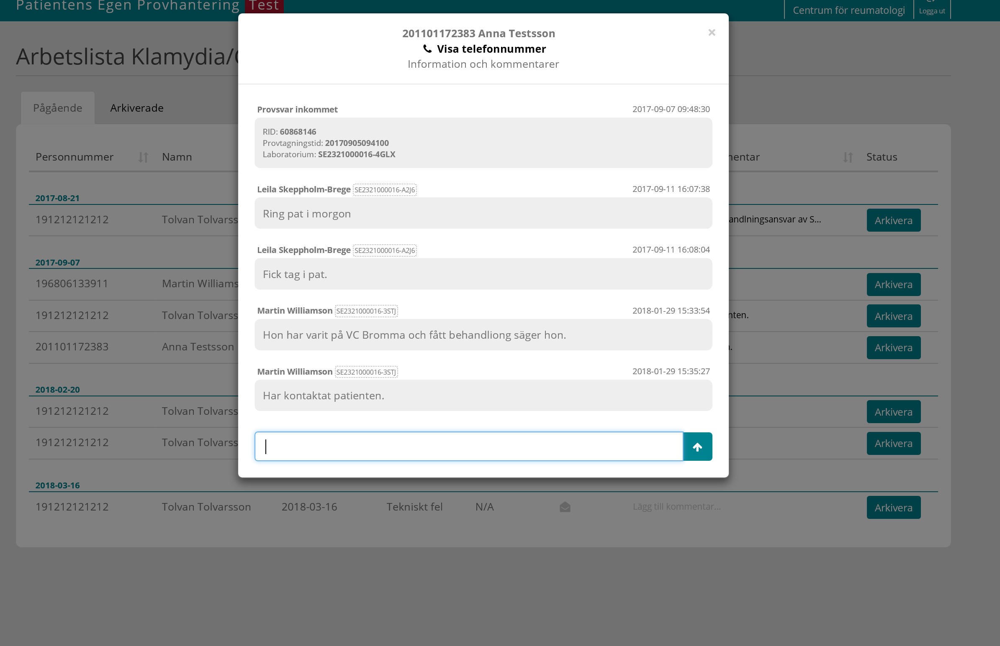 Patientens Egen Provhantering Test
Centrum för reumatologi
Logga ut
Arbetslista Klamydia/
Pågående Arkiverade
Personnummer Namn Status
2017-08-21
191212121212 Tolvan Arkivera
2017-09-07
196806133911 Martin Arkivera
191212121212 Tolvan Arkivera
201101172383 Anna Testsson Arkivera
2018-02-20
191212121212 Tolvan Arkivera
191212121212 Tolvan Arkivera
2018-03-16
191212121212 Tolvan Tolvarsson 2018-03-16 Tekniskt fel N/A Lägg till kommentar... Arkivera
andlningsansvar av S...
201101172383 Anna Testsson
Visa telefonnummer
Information och kommentarer
×
Provsvar inkommet 2017-09-07 09:48:30
RID: 60868146
Provtagningstid: 20170905094100
Laboratorium: SE2321000016-4GLX
Leila Skeppholm-Brege SE2321000016-A2J6 2017-09-11 16:07:38
Ring pat i morgon
Leila Skeppholm-Brege SE2321000016-A2J6 2017-09-11 16:08:04
Fick tag i pat.
Martin Williamson SE2321000016-3STJ 2018-01-29 15:33:54
Hon har varit på VC Bromma och fått behandliong säger hon.
Martin Williamson SE2321000016-3STJ 2018-01-29 15:35:27
Har kontaktat patienten.